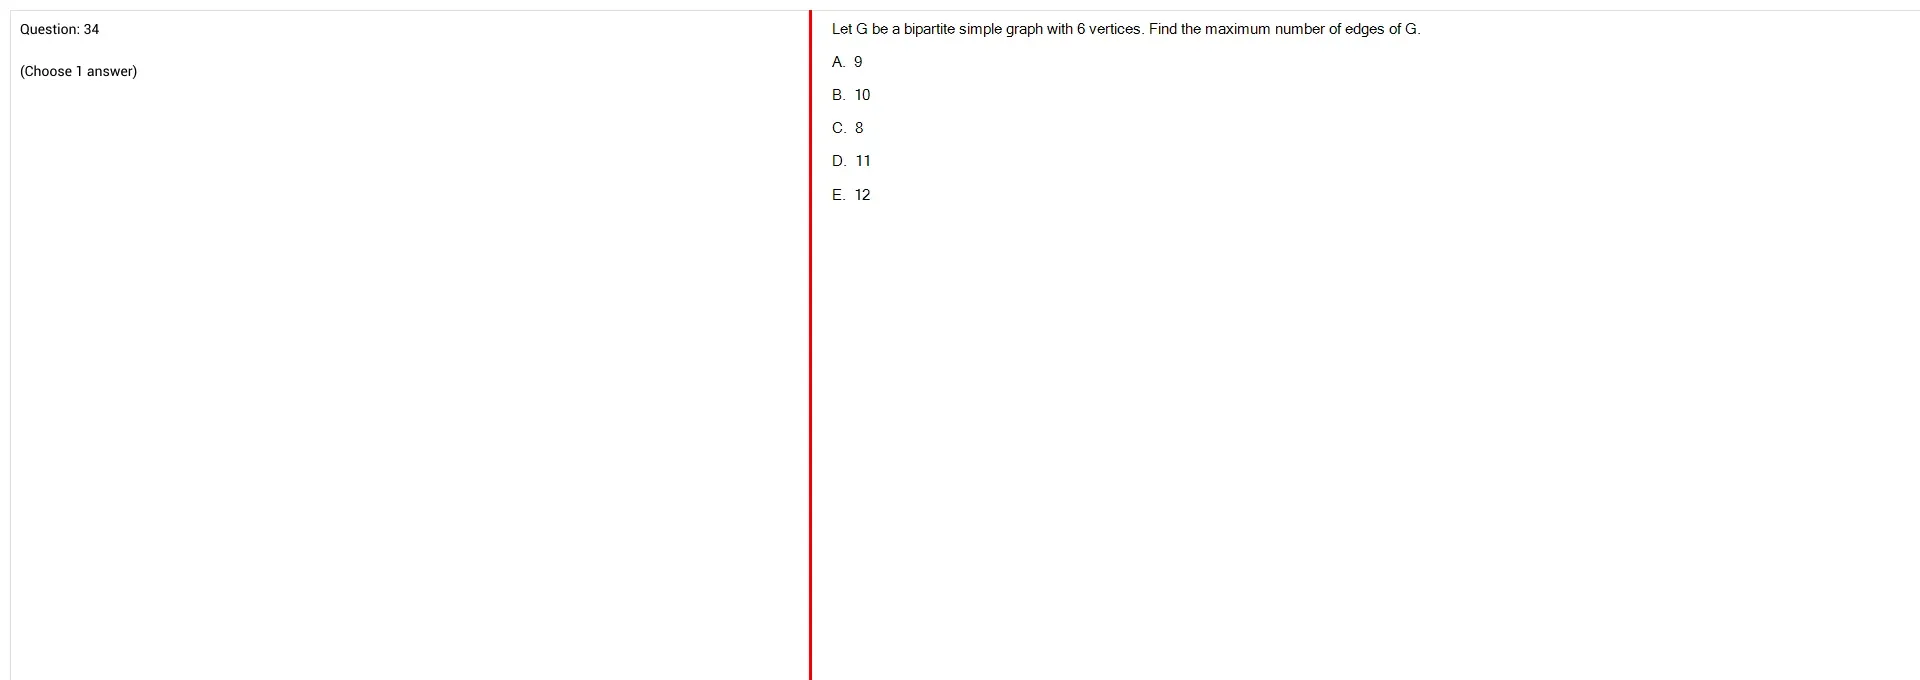 Question: 34
(Choose 1 answer)
Let G be a bipartite simple graph with 6 vertices. Find the maximum number of edges of G.
A. 9
B. 10
C. 8
D. 11
E. 12